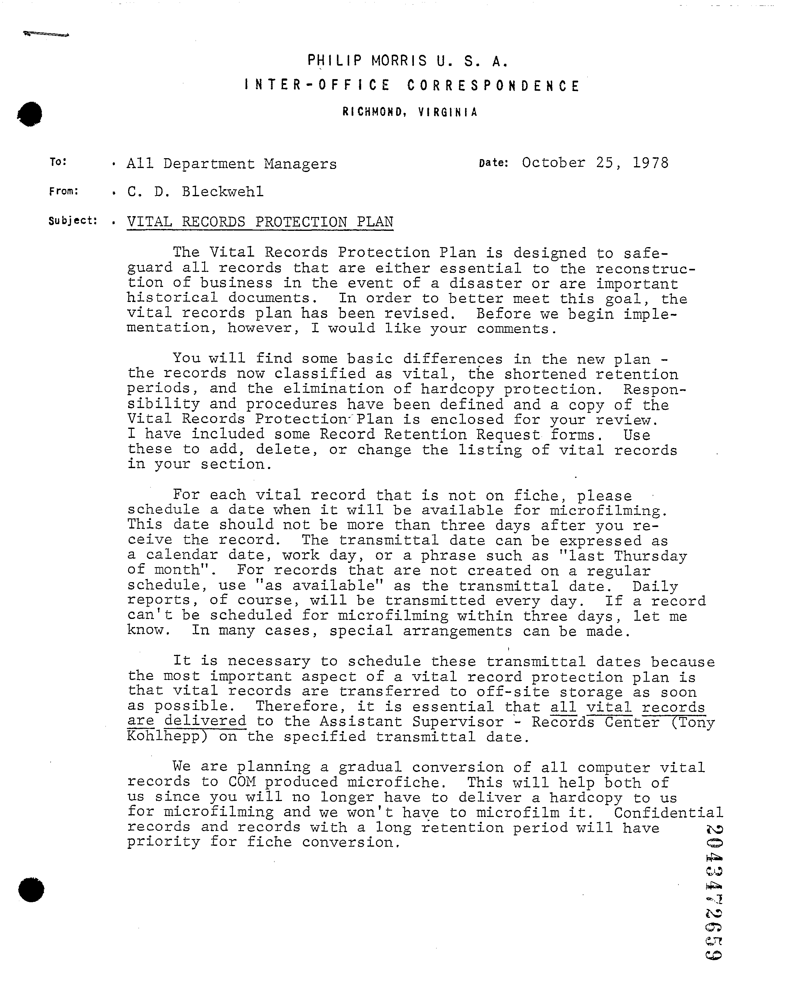 PHILIP MORRIS U. S. A.
INTER-OFFICE CORRESPONDENCE
RICHMOND, VIRGINIA
To: . All Department Managers Date: October 25, 1978
From: . C. D. Bleckwehl
Subject: . VITAL RECORDS PROTECTION PLAN
The Vital Records Protection Plan is designed to safe-
guard all records that are either essential to the reconstruc-
tion of business in the event of a disaster or are important
historical documents. In order to better meet this goal, the
vital records plan has been revised. Before we begin imple-
mentation, however, I would like your comments.
You will find some basic differences in the new plan -
the records now classified as vital, the shortened retention
periods, and the elimination of hardcopy protection. Respon-
sibility and procedures have been defined and a copy of the
Vital Records Protection Plan is enclosed for your review.
I have included some Record Retention Request forms. Use
these to add, delete, or change the listing of vital records
in your section.
For each vital record that is not on fiche, please
schedule a date when it will be available for microfilming.
This date should not be more than three days after you re-
ceive the record. The transmittal date can be expressed as
a calendar date, work day, or a phrase such as "last Thursday
of month". For records that are not created on a regular
schedule, use "as available" as the transmittal date. Daily
reports, of course, will be transmitted every day. If a record
can't be scheduled for microfilming within three days, let me
know. In many cases, special arrangements can be made.
It is necessary to schedule these transmittal dates because
the most important aspect of a vital record protection plan is
that vital records are transferred to off-site storage as soon
as possible. Therefore, it is essential that all vital records
are delivered to the Assistant Supervisor - Records Center (Tony
Kohlhepp) on the specified transmittal date.
We are planning a gradual conversion of all computer vital
records to COM produced microfiche. This will help both of
us since you will no longer have to deliver a hardcopy to us
for microfilming and we won't have to microfilm it. Confidential
records and records with a long retention period will have
priority for fiche conversion.
2043472659